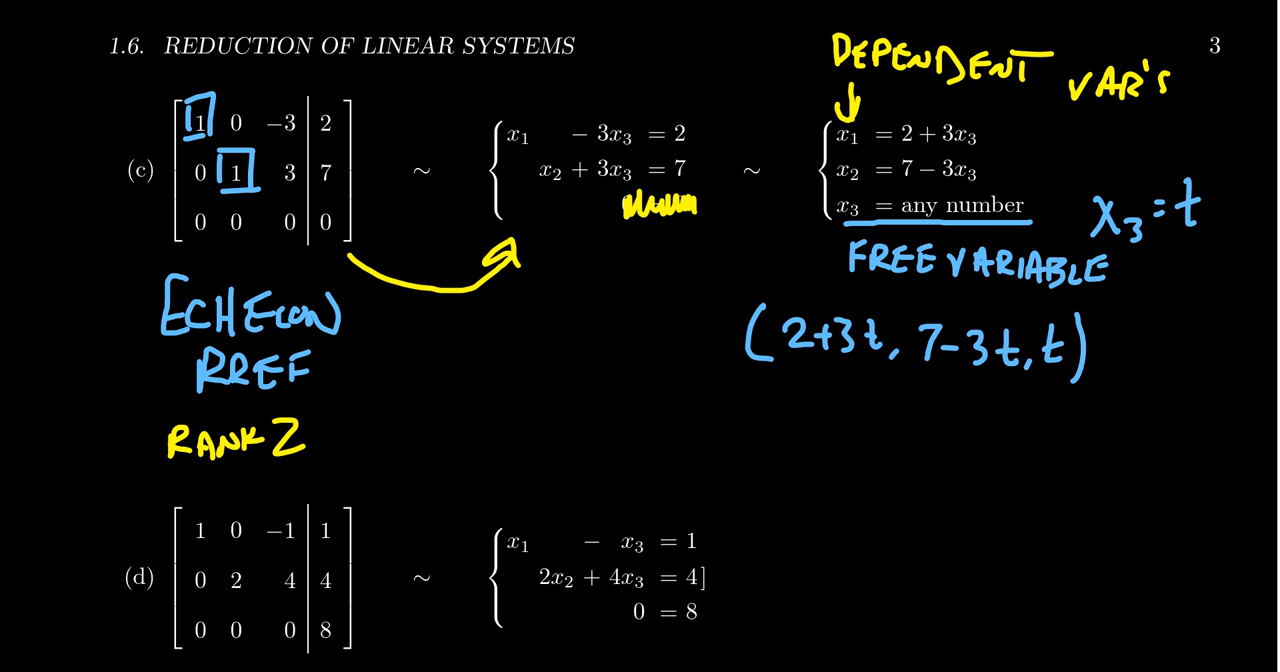 1.6. REDUCTION OF LINEAR SYSTEMS 3
DEPENDENT VAR'S
(c) [1 0 −3 | 2] ∼ { x₁ − 3x₃ = 2 ∼ { x₁ = 2 + 3x₃
[0 1 3 | 7] x₂ + 3x₃ = 7 x₂ = 7 − 3x₃
[0 0 0 | 0] x₃ = any number
x₃ = t
FREE VARIABLE
ECHELON
RREF
(2+3t, 7-3t, t)
RANK 2
(d) [1 0 −1 | 1] ∼ { x₁ − x₃ = 1
[0 2 4 | 4] 2x₂ + 4x₃ = 4]
[0 0 0 | 8] 0 = 8